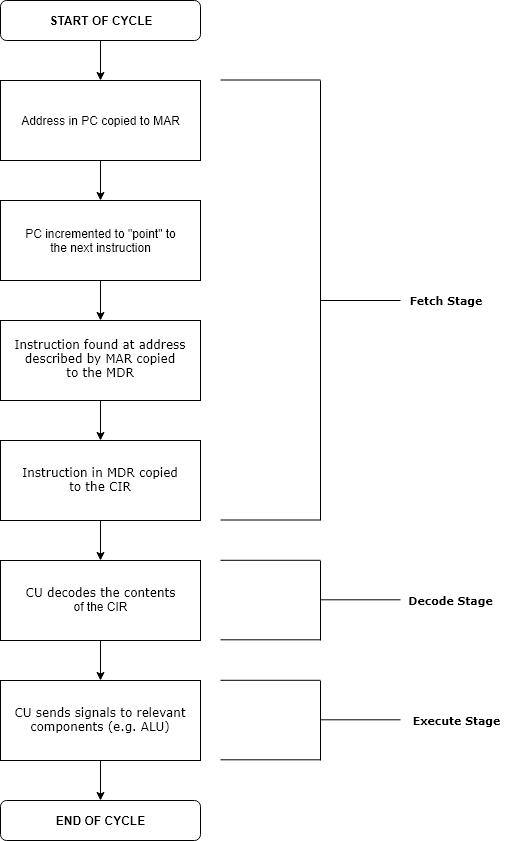 START OF CYCLE
Address in PC copied to MAR
PC incremented to "point" to
the next instruction
Instruction found at address
described by MAR copied
to the MDR
Instruction in MDR copied
to the CIR
Fetch Stage
CU decodes the contents
of the CIR
Decode Stage
CU sends signals to relevant
components (e.g. ALU)
Execute Stage
END OF CYCLE